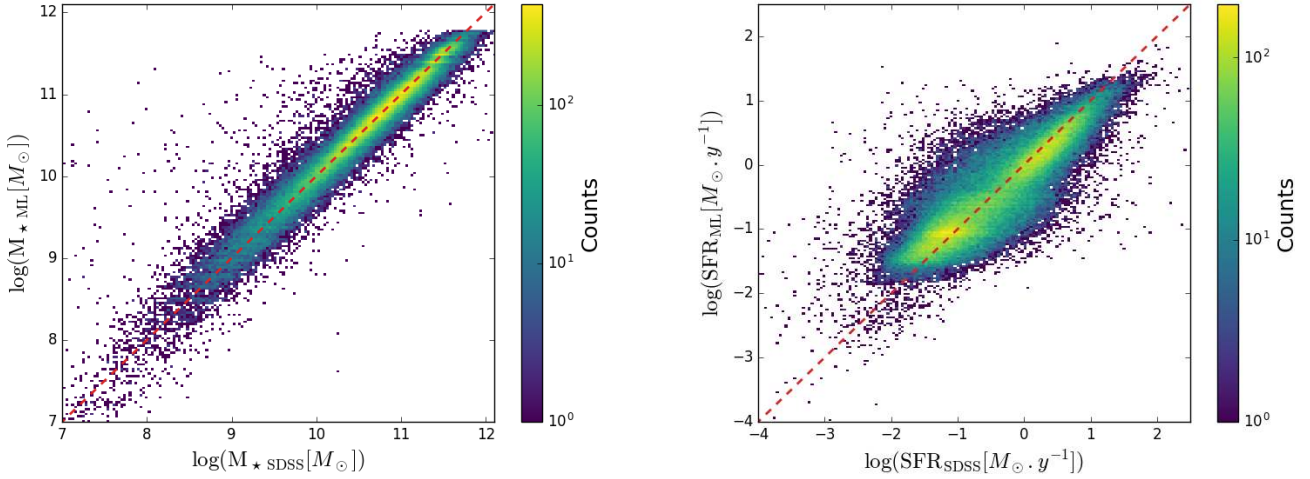 12
11
10
9
8
7
log(M⋆ ML[M⊙])
7 8 9 10 11 12
log(M⋆ SDSS[M⊙])
10²
10¹
10⁰
Counts
2
1
0
−1
−2
−3
−4
log(SFR_ML[M⊙.y⁻¹])
−4 −3 −2 −1 0 1 2
log(SFR_SDSS[M⊙.y⁻¹])
10²
10¹
10⁰
Counts